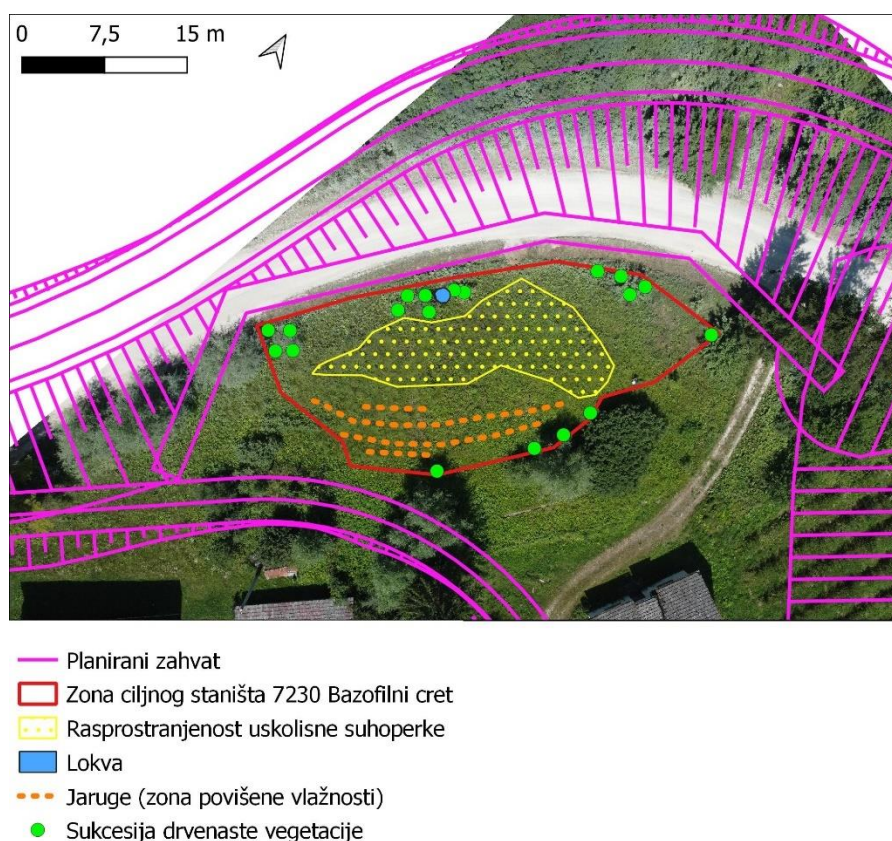 0 7,5 15 m
Planirani zahvat
Zona ciljnog staništa 7230 Bazofilni cret
Rasprostranjenost uskolisne suhoperke
Lokva
Jaruge (zona povišene vlažnosti)
Sukcesija drvenaste vegetacije